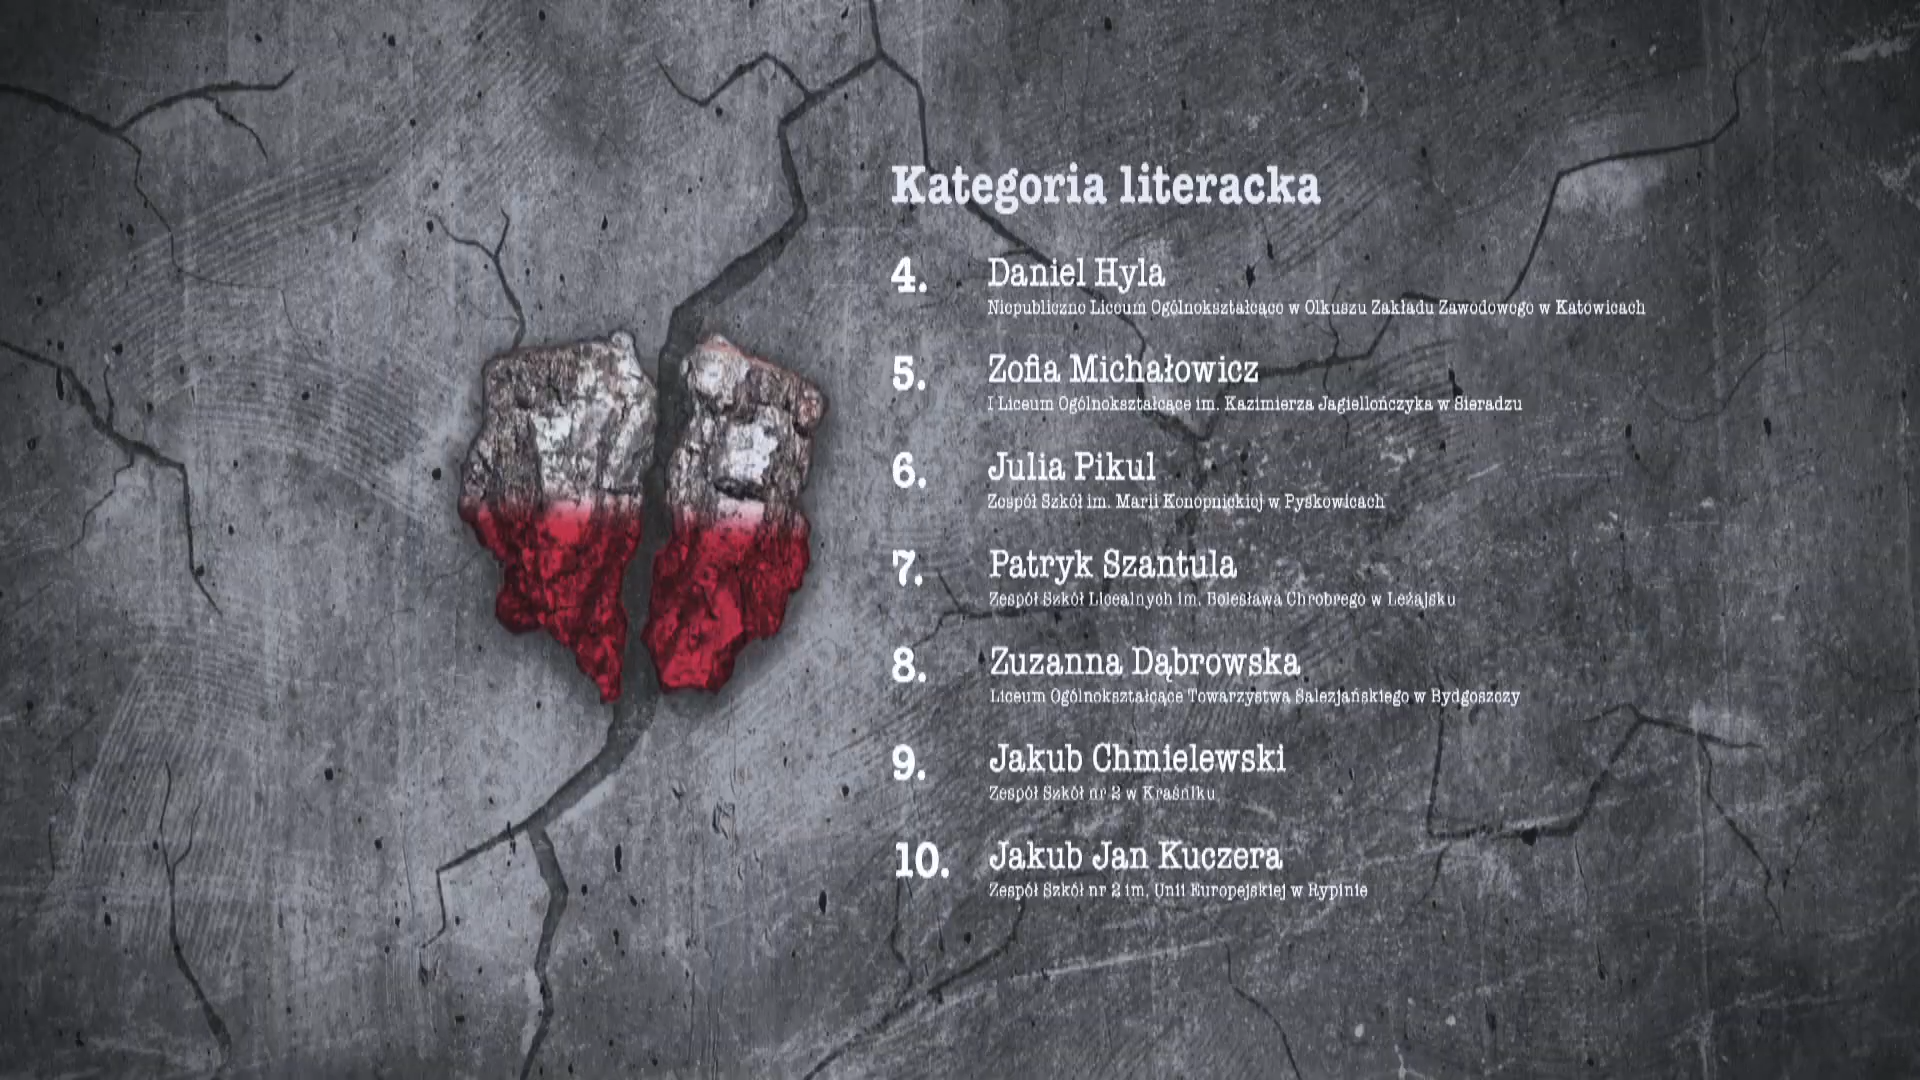 Kategoria literacka
4. Daniel Hyla
Niepubliczne Liceum Ogólnokształcące w Olkuszu Zakładu Zawodowego w Katowicach
5. Zofia Michałowicz
I Liceum Ogólnokształcące im. Kazimierza Jagiellończyka w Sieradzu
6. Julia Pikul
Zespół Szkół im. Marii Konopnickiej w Pyskowicach
7. Patryk Szantula
Zespół Szkół Licealnych im. Bolesława Chrobrego w Leżajsku
8. Zuzanna Dąbrowska
Liceum Ogólnokształcące Towarzystwa Salezjańskiego w Bydgoszczy
9. Jakub Chmielewski
Zespół Szkół nr 2 w Kraśniku
10. Jakub Jan Kuczera
Zespół Szkół nr 2 im. Unii Europejskiej w Rypinie